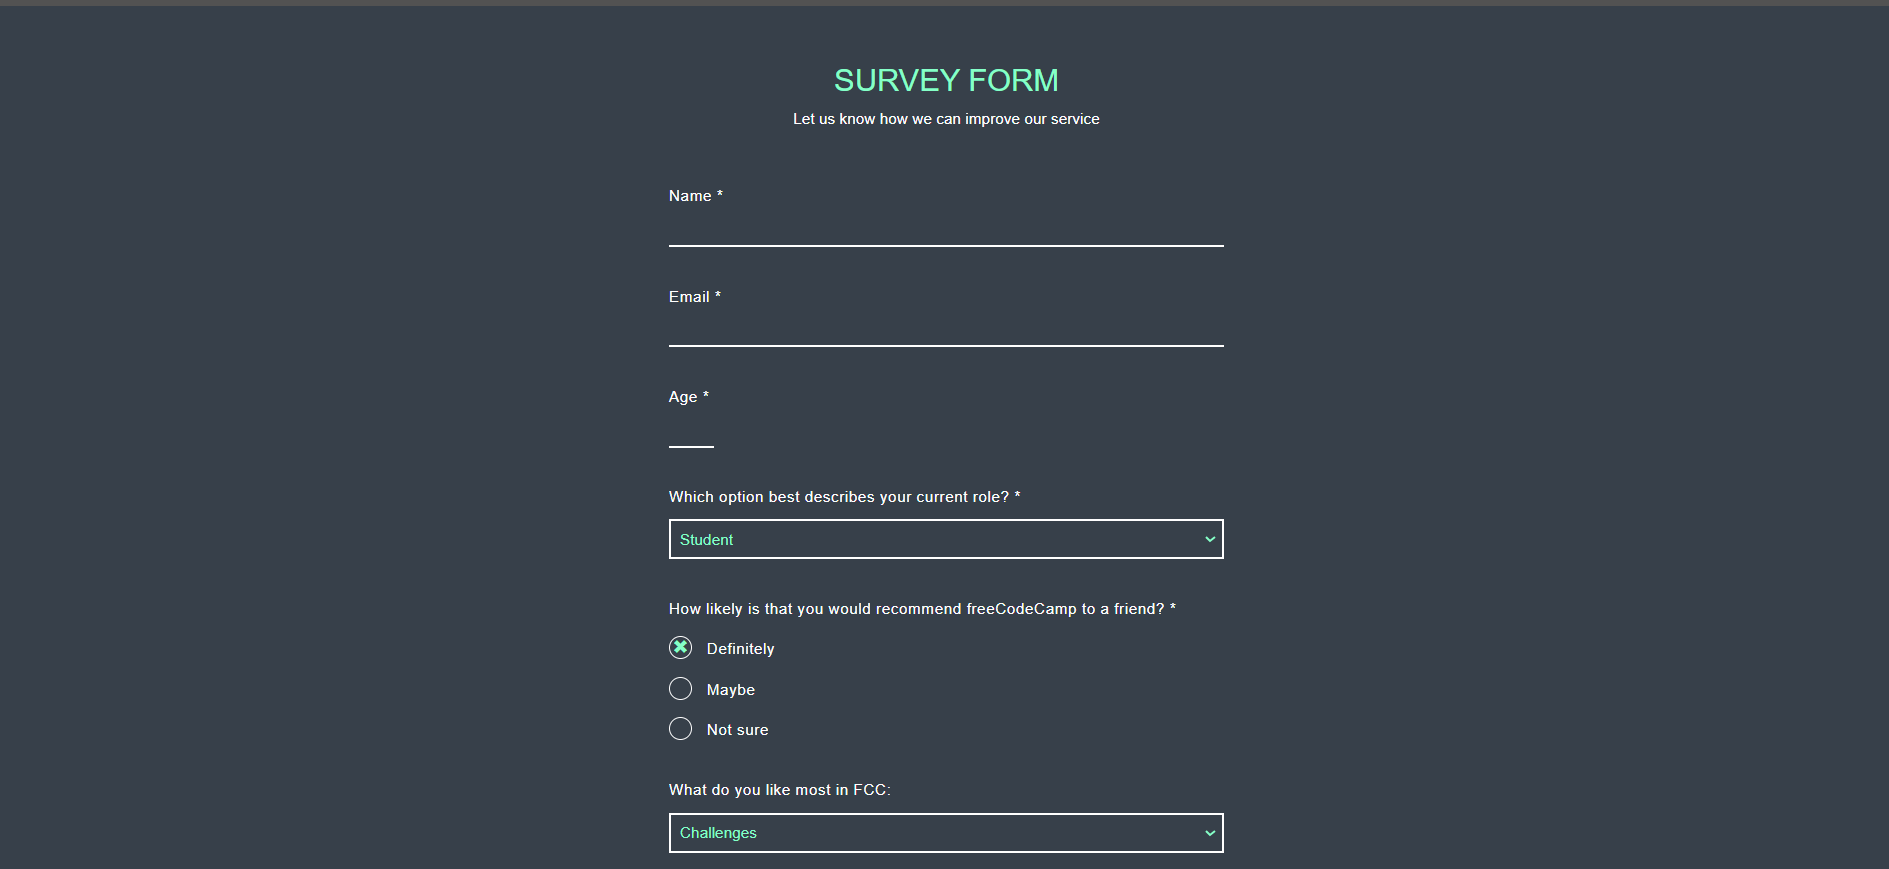 SURVEY FORM
Let us know how we can improve our service
Name *
Email *
Age *
Which option best describes your current role? *
Student
How likely is that you would recommend freeCodeCamp to a friend? *
Definitely
Maybe
Not sure
What do you like most in FCC:
Challenges